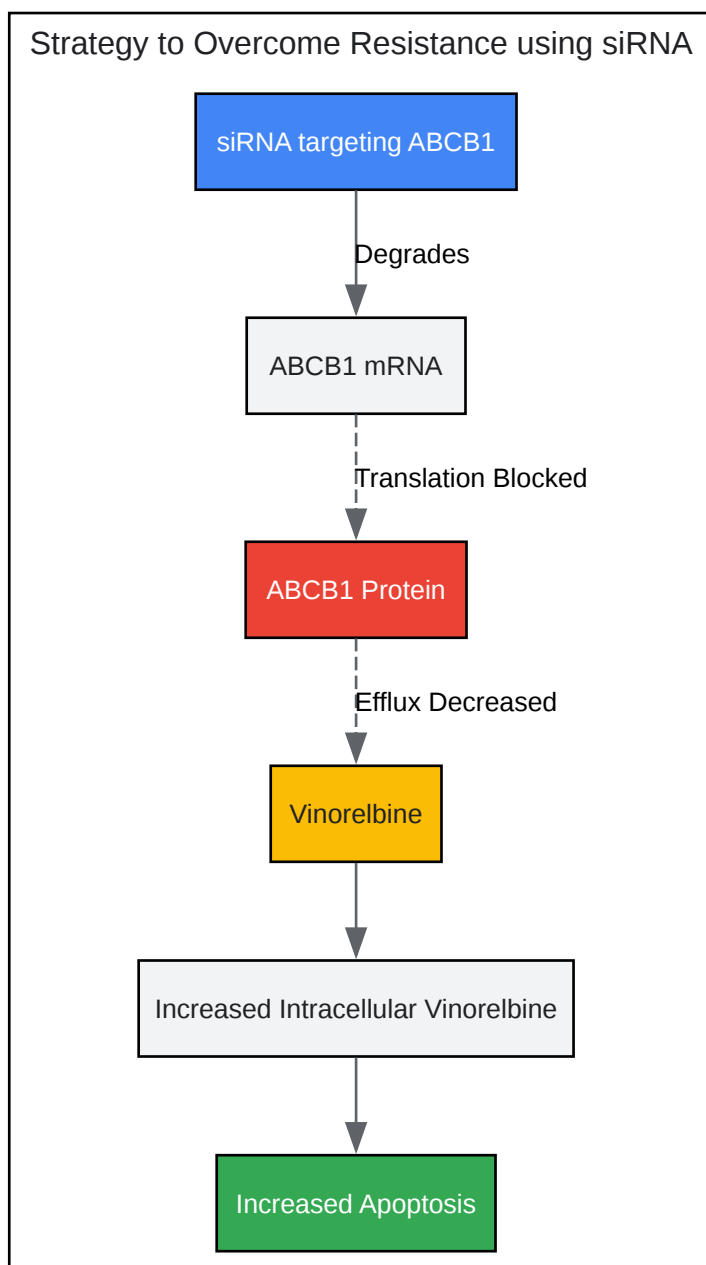 Strategy to Overcome Resistance using siRNA
siRNA targeting ABCB1
Degrades
ABCB1 mRNA
Translation Blocked
ABCB1 Protein
Efflux Decreased
Vinorelbine
Increased Intracellular Vinorelbine
Increased Apoptosis